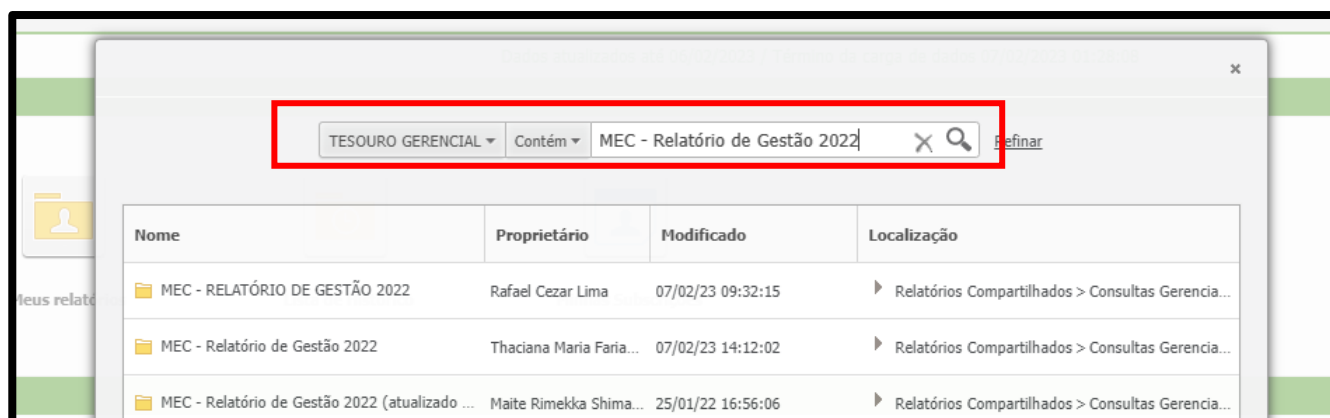 TESOURO GERENCIAL Contém MEC - Relatório de Gestão 2022 Refinar
Nome Proprietário Modificado Localização
MEC - RELATÓRIO DE GESTÃO 2022 Rafael Cezar Lima 07/02/23 09:32:15 Relatórios Compartilhados > Consultas Gerencia...
Meus relató
MEC - Relatório de Gestão 2022 Thaciana Maria Faria... 07/02/23 14:12:02 Relatórios Compartilhados > Consultas Gerencia...
MEC - Relatório de Gestão 2022 (atualizado ... Maite Rimekka Shima... 25/01/22 16:56:06 Relatórios Compartilhados > Consultas Gerencia...